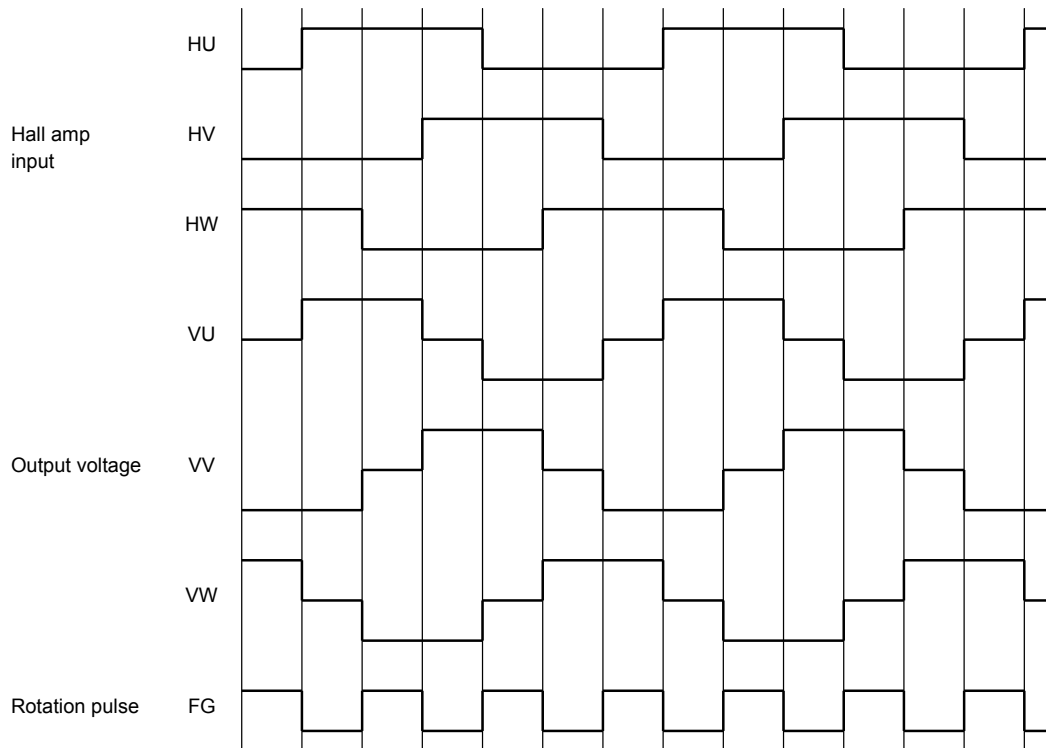 HU
Hall amp
input
HV
HW
VU
Output voltage VV
VW
Rotation pulse FG